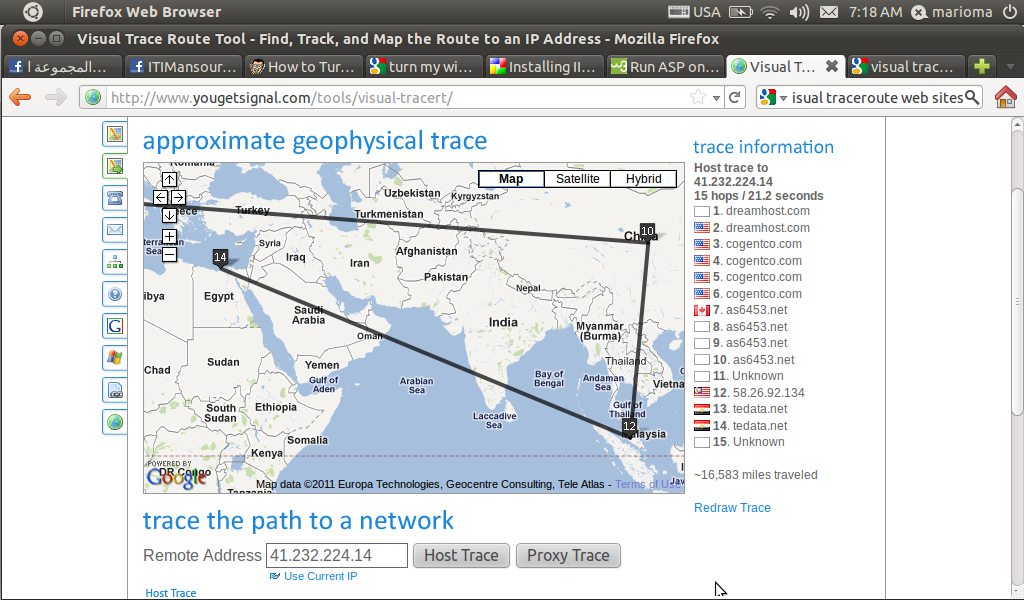 Firefox Web Browser
USA
7:18 AM
marioma
Visual Trace Route Tool - Find, Track, and Map the Route to an IP Address - Mozilla Firefox
المجموعة ا...
ITIMansour...
How to Tur...
turn my wi...
Installing II...
Run ASP on...
Visual T...
visual trac...
http://www.yougetsignal.com/tools/visual-tracert/
isual traceroute web sites
approximate geophysical trace
Map
Satellite
Hybrid
Romania
Uzbekistan
Kyrgyzstan
Turkey
Turkmenistan
10
China
Syria
Iraq
Iran
Afghanistan
Pakistan
14
ibya
Egypt
Saudi
Arabia
Nepal
India
Oman
Myanmar
(Burma)
Thailand
Sudan
Chad
Yemen
Gulf of
Aden
Arabian
Sea
Bay of
Bengal
Andaman
Sea
Vietna
Gulf of
Thailand
South
Sudan
Ethiopia
Laccadive
Sea
12
Malaysia
Somalia
Kenya
DR Congo
Tanzania
POWERED BY
Google
Map data ©2011 Europa Technologies, Geocentre Consulting, Tele Atlas - Terms of Use
trace information
Host trace to
41.232.224.14
15 hops / 21.2 seconds
1. dreamhost.com
2. dreamhost.com
3. cogentco.com
4. cogentco.com
5. cogentco.com
6. cogentco.com
7. as6453.net
8. as6453.net
9. as6453.net
10. as6453.net
11. Unknown
12. 58.26.92.134
13. tedata.net
14. tedata.net
15. Unknown
~16,583 miles traveled
Redraw Trace
trace the path to a network
Remote Address
41.232.224.14
Host Trace
Proxy Trace
Use Current IP
Host Trace